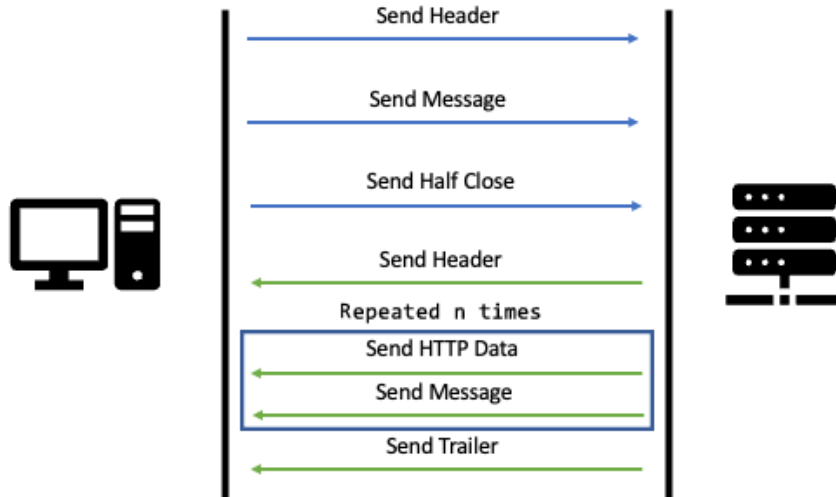 Send Header
Send Message
Send Half Close
Send Header
Repeated n times
Send HTTP Data
Send Message
Send Trailer